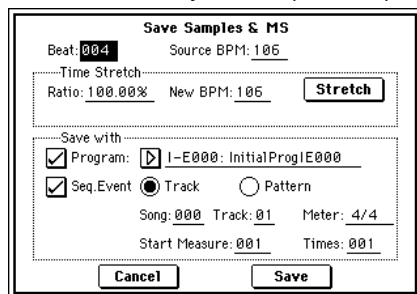 Save Samples & MS
Beat: 004 Source BPM: 106
Time Stretch
Ratio: 100.00% New BPM: 106 Stretch
Save with
Program: I-E000: InitialProgIE000
Seq.Event Track Pattern
Song: 000 Track: 01 Meter: 4/4
Start Measure: 001 Times: 001
Cancel Save